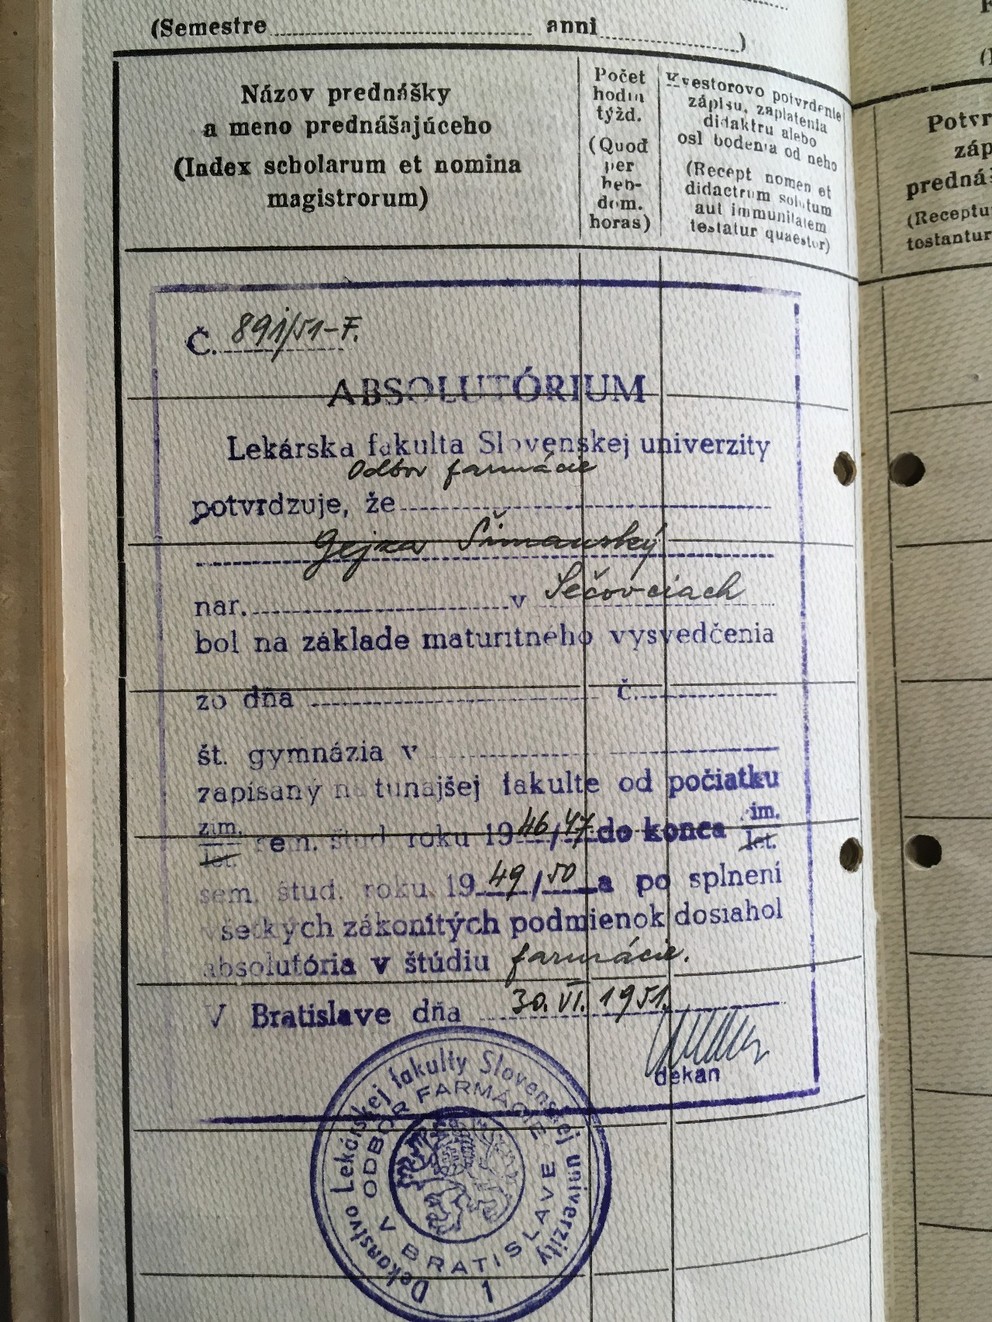 (Semestre.......... anni..........)
Názov prednášky
a meno prednášajúceho
(Index scholarum et nomina
magistrorum)
Počet
hodín
týžd.
(Quod
per
heb-
dom.
horas)
Kvestorovo potvrdenie
zápisu, zaplatenia
didaktru alebo
oslobodenia od neho
(Recept nomen et
didactrum solutum
aut immunitatem
testatur quaestor)
Potvr
záp
predná
(Receptu
testantur
Č. 891/51-F.
ABSOLUTÓRIUM
Lekárska fakulta Slovenskej univerzity
Odbor farmácie
potvrdzuje, že
Gejza Šimanský
nar. v Sečovciach
bol na základe maturitného vysvedčenia
zo dňa č.
št. gymnázia v
zapísaný na tunajšej fakulte od počiatku
zim.
let. sem. štud. roku 1946/47 do konca zim.
let.
sem. štud. roku 1949/50 a po splnení
všetkých zákonitých podmienok dosiahol
absolutória v štúdiu farmácie.
V Bratislave dňa 30. VI. 1951.
dekan
Dekanstvo Lekárskej fakulty Slovenskej univerzity
ODBOR FARMÁCIE
V BRATISLAVE
1